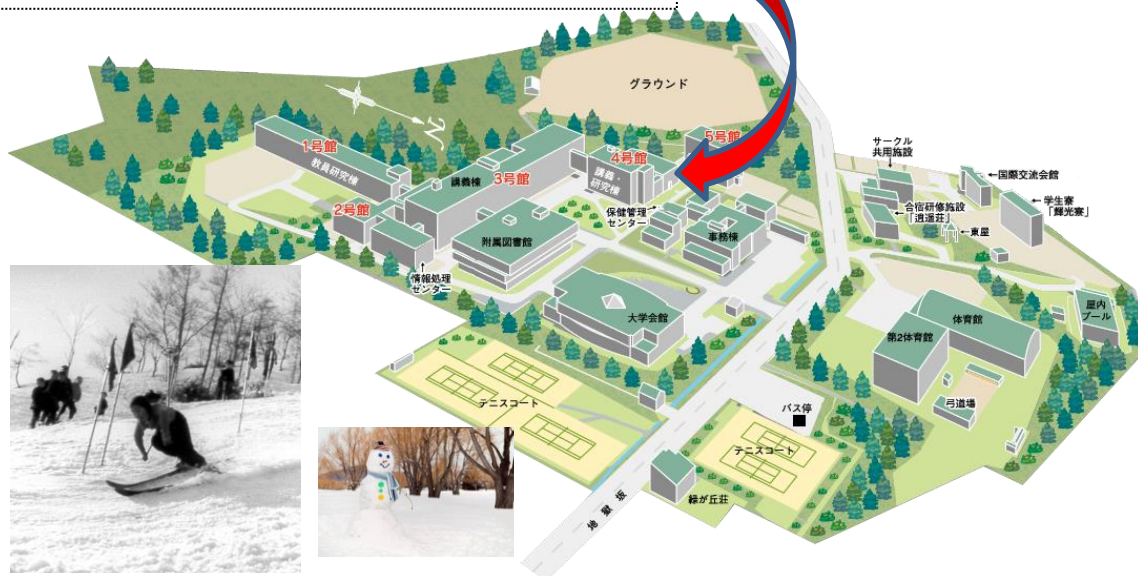 グラウンド
1号館
教員研究棟
2号館
講義棟
3号館
4号館
講義・
研究棟
5号館
保健管理
センター
事務棟
附属図書館
情報処理
センター
大学会館
サークル
共用施設
国際交流会館
学生寮
「輝光寮」
合宿研修施設
「逍遥荘」
東屋
屋内
プール
体育館
第2体育館
弓道場
バス停
テニスコート
テニスコート
緑が丘荘
地獄坂
N